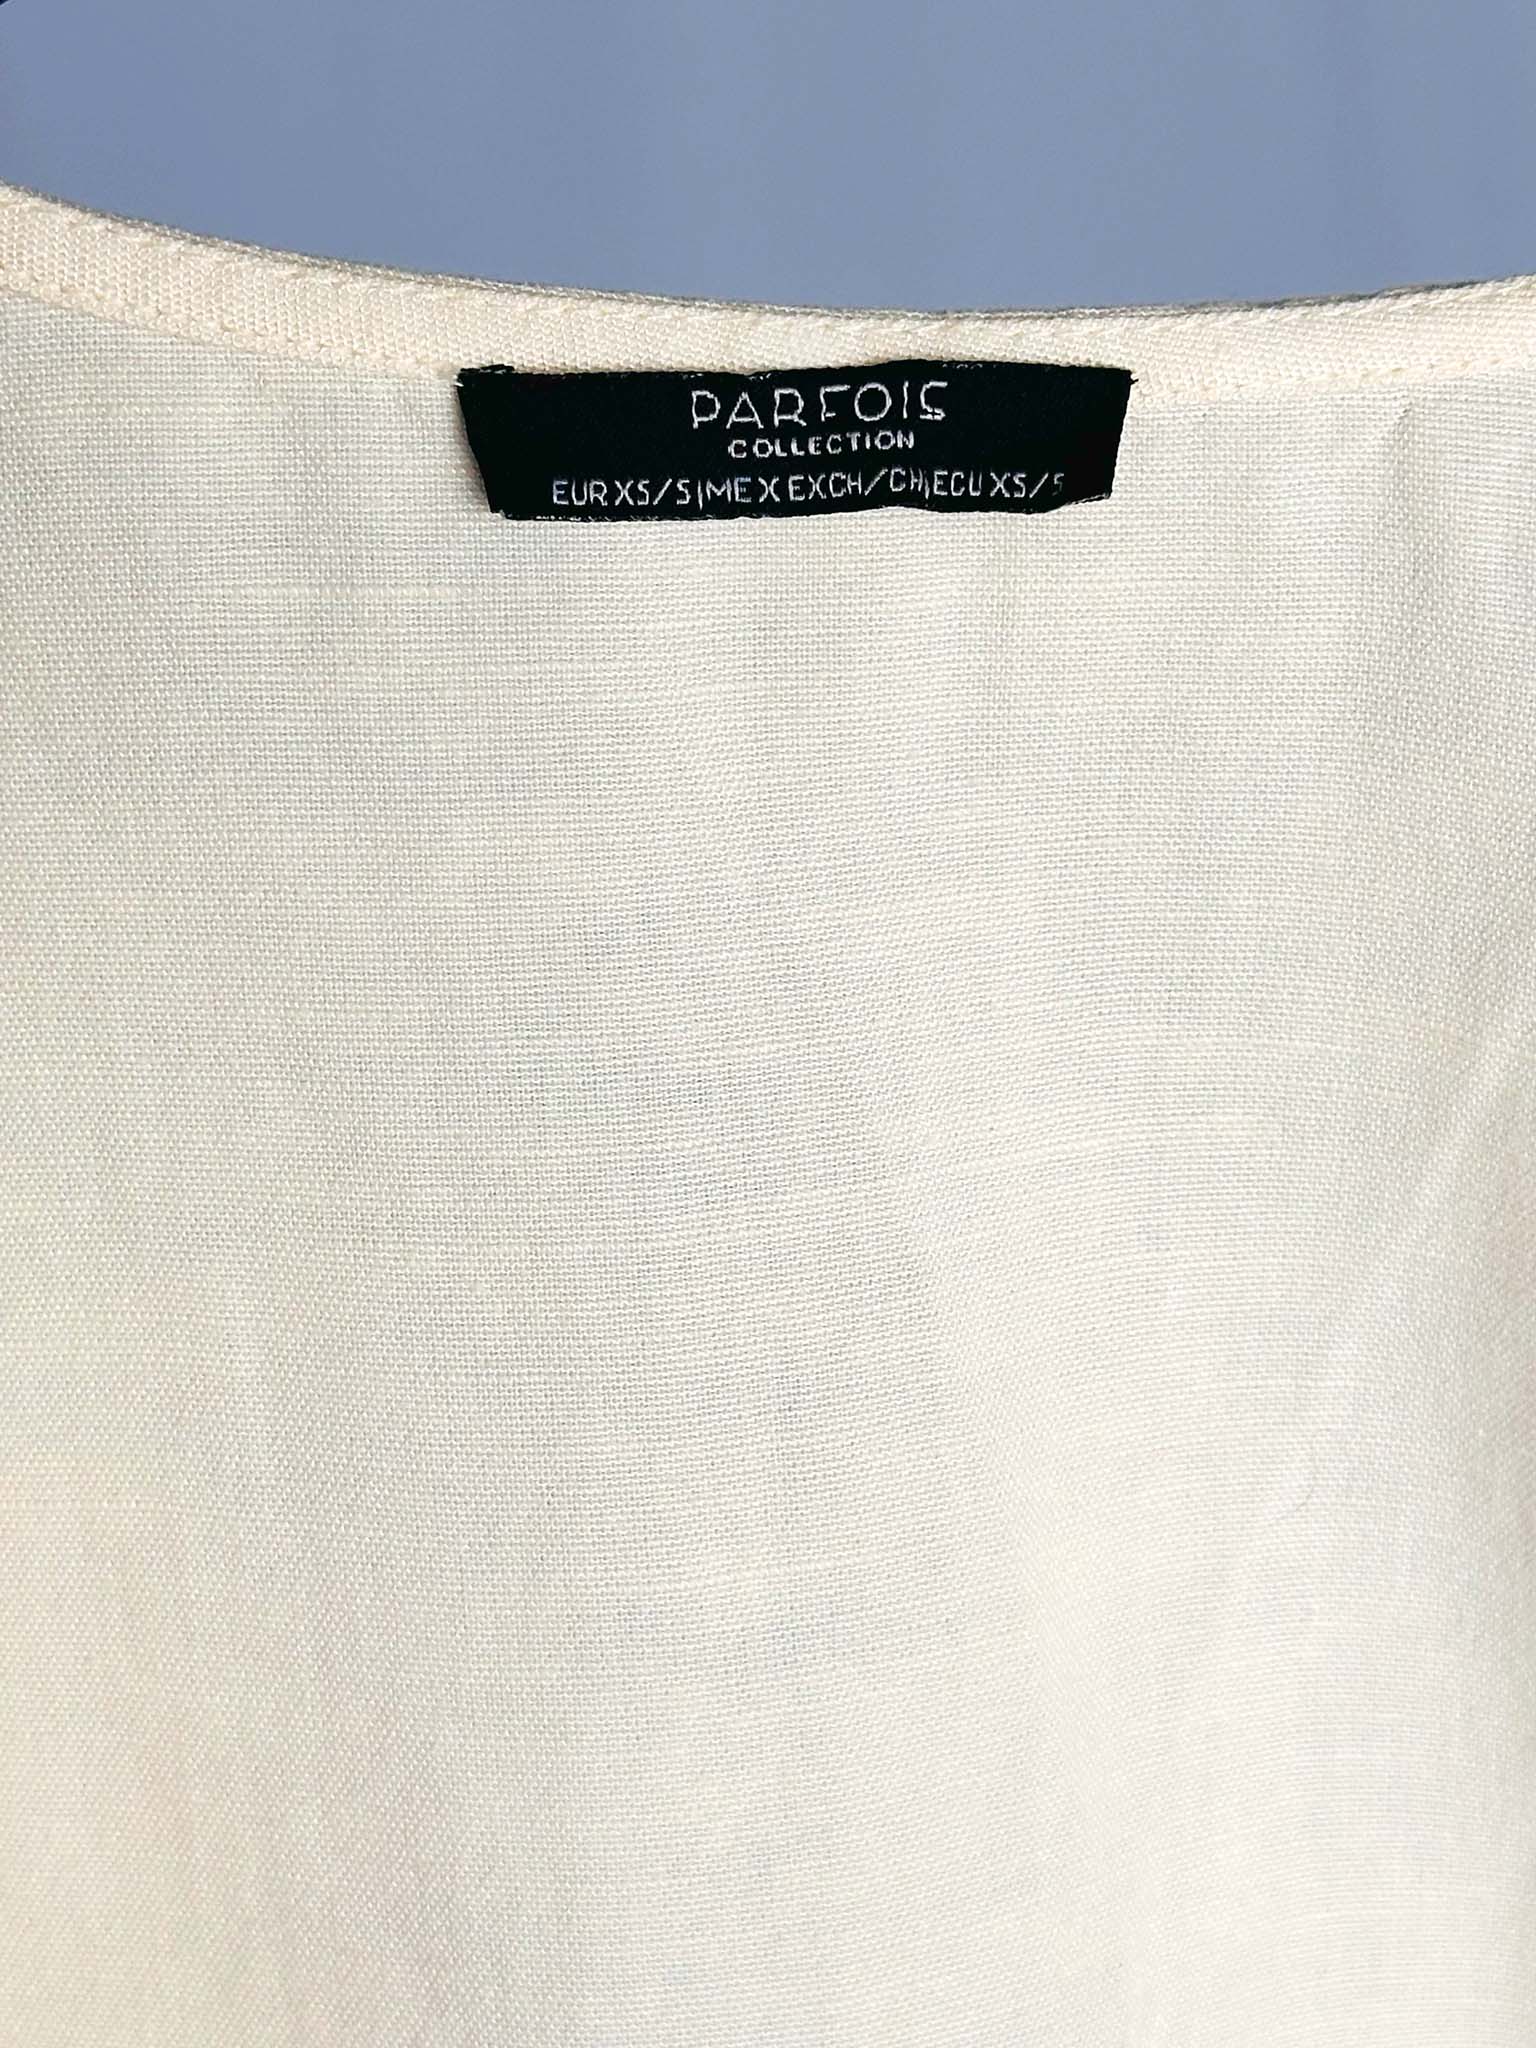 PARFOIS
COLLECTION
EUR XS/S|MEX EXCH/CH|ECU XS/S